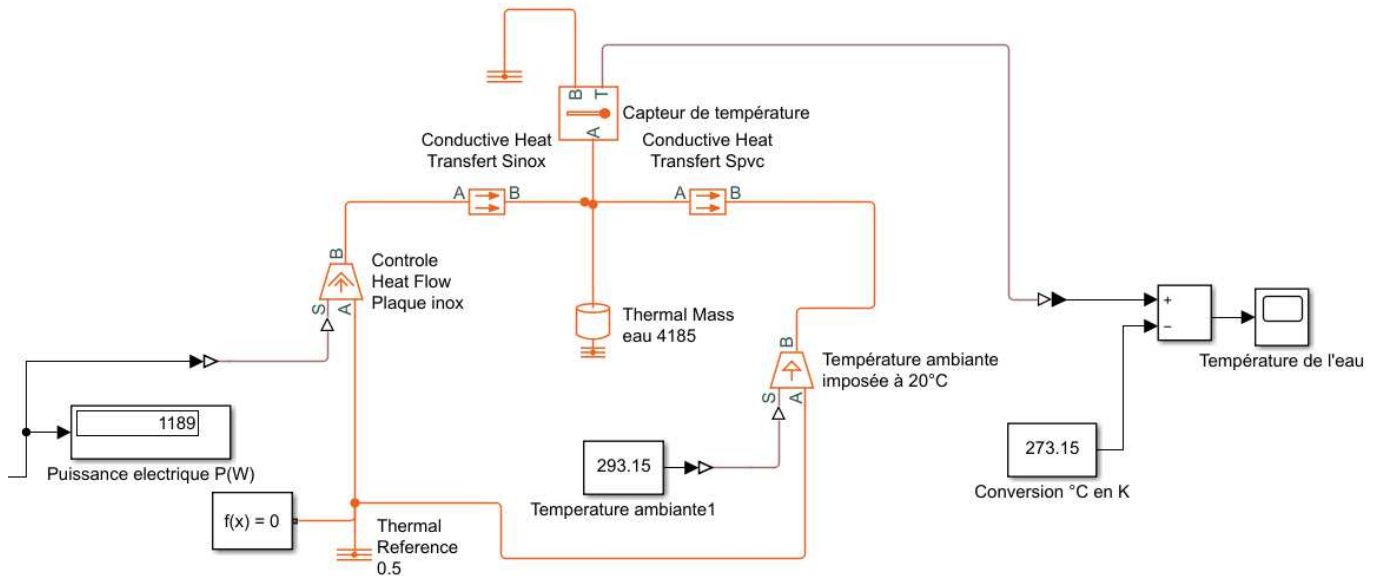 B
T
A
Capteur de température
Conductive Heat
Transfert Sinox
Conductive Heat
Transfert Spvc
A
B
A
B
B
S
A
Controle
Heat Flow
Plaque inox
Thermal Mass
eau 4185
B
S
A
Température ambiante
imposée à 20°C
+
−
Température de l'eau
1189
Puissance electrique P(W)
293.15
Temperature ambiante1
273.15
Conversion °C en K
f(x) = 0
Thermal
Reference
0.5